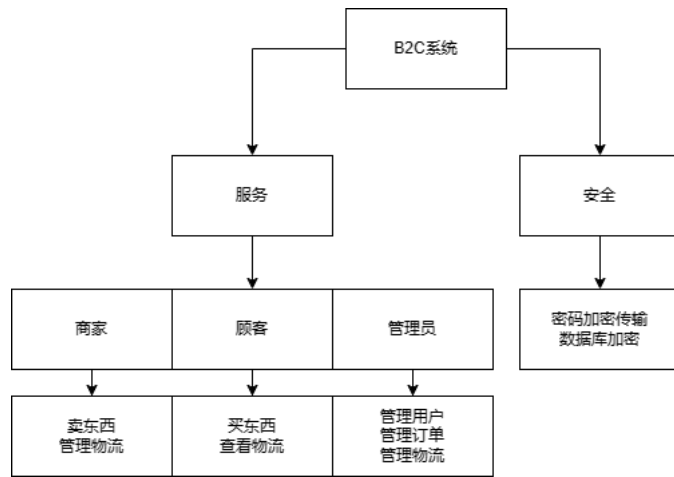 B2C系统
服务
安全
商家
顾客
管理员
密码加密传输
数据库加密
卖东西
管理物流
买东西
查看物流
管理用户
管理订单
管理物流